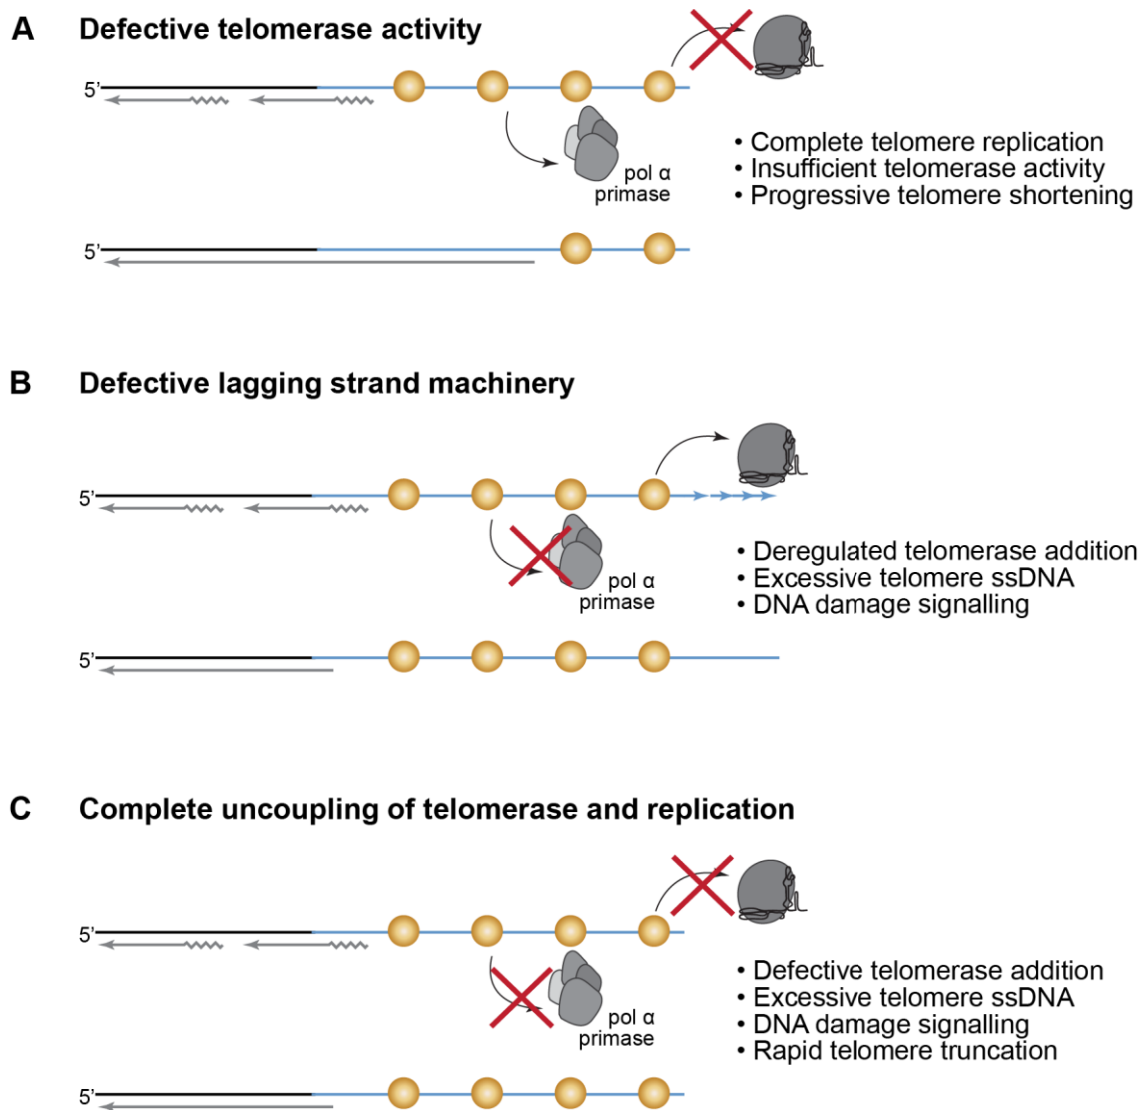 A Defective telomerase activity
5’
pol α
primase
• Complete telomere replication
• Insufficient telomerase activity
• Progressive telomere shortening
5’
B Defective lagging strand machinery
5’
pol α
primase
• Deregulated telomerase addition
• Excessive telomere ssDNA
• DNA damage signalling
5’
C Complete uncoupling of telomerase and replication
5’
pol α
primase
• Defective telomerase addition
• Excessive telomere ssDNA
• DNA damage signalling
• Rapid telomere truncation
5’